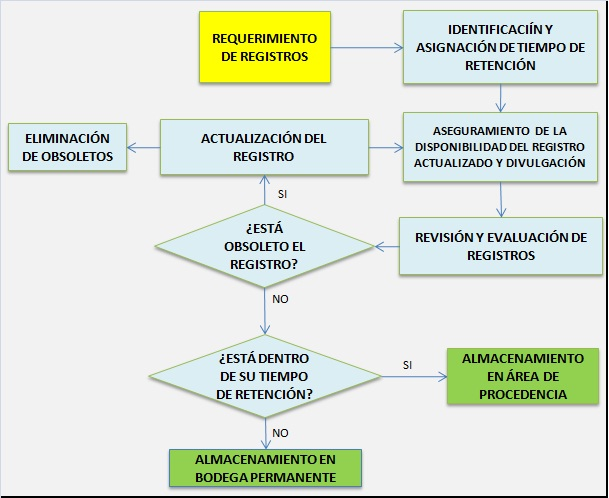 REQUERIMIENTO
DE REGISTROS
IDENTIFICACIÍN Y
ASIGNACIÓN DE TIEMPO DE
RETENCIÓN
ELIMINACIÓN
DE OBSOLETOS
ACTUALIZACIÓN DEL
REGISTRO
ASEGURAMIENTO DE LA
DISPONIBILIDAD DEL REGISTRO
ACTUALIZADO Y DIVULGACIÓN
SI
¿ESTÁ
OBSOLETO EL
REGISTRO?
REVISIÓN Y EVALUACIÓN DE
REGISTROS
NO
¿ESTÁ DENTRO
DE SU TIEMPO
DE RETENCIÓN?
SI
ALMACENAMIENTO
EN ÁREA DE
PROCEDENCIA
NO
ALMACENAMIENTO EN
BODEGA PERMANENTE